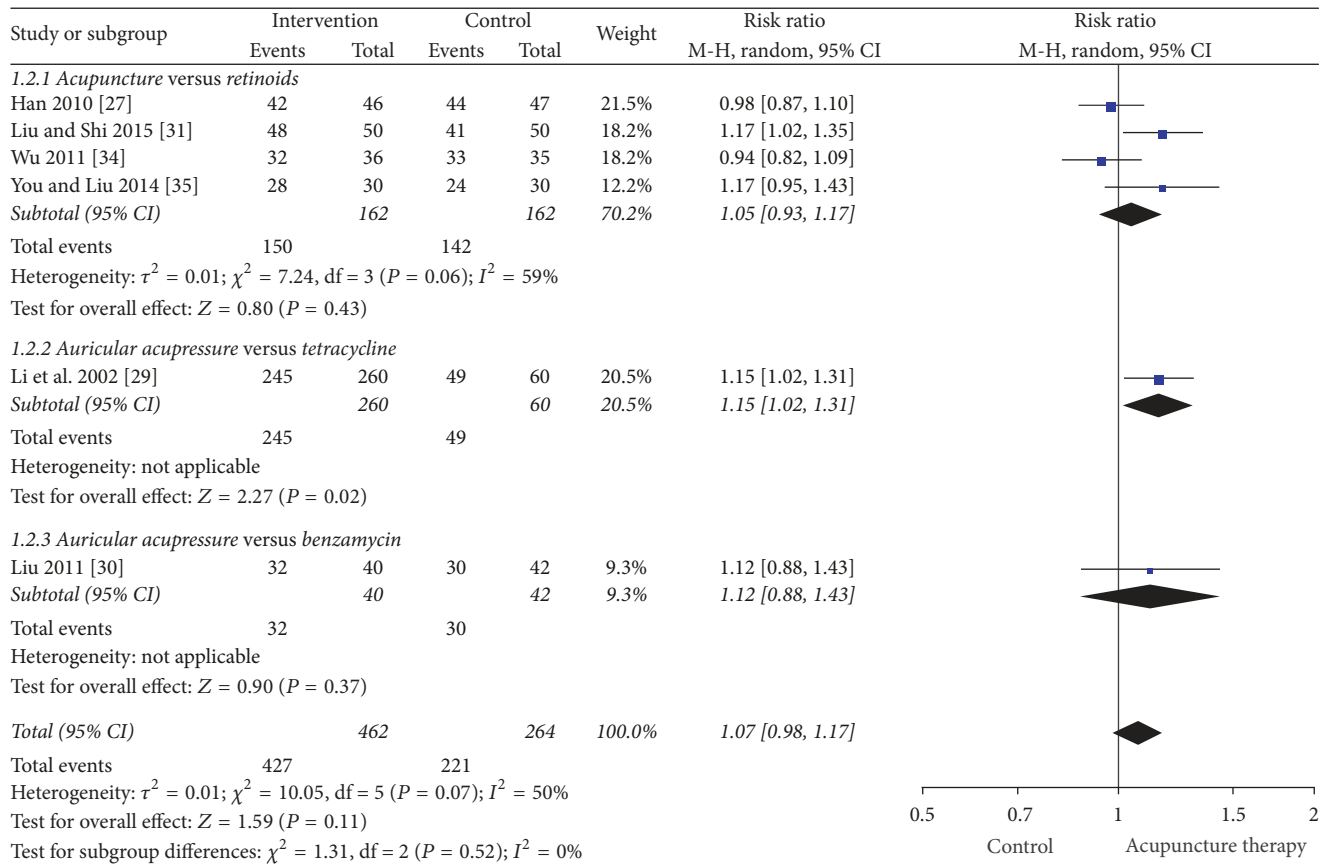 Study or subgroup Intervention Control Weight Risk ratio Risk ratio
Events Total Events Total M-H, random, 95% CI M-H, random, 95% CI
1.2.1 Acupuncture versus retinoids
Han 2010 [27] 42 46 44 47 21.5% 0.98 [0.87, 1.10]
Liu and Shi 2015 [31] 48 50 41 50 18.2% 1.17 [1.02, 1.35]
Wu 2011 [34] 32 36 33 35 18.2% 0.94 [0.82, 1.09]
You and Liu 2014 [35] 28 30 24 30 12.2% 1.17 [0.95, 1.43]
Subtotal (95% CI) 162 162 70.2% 1.05 [0.93, 1.17]
Total events 150 142
Heterogeneity: τ² = 0.01; χ² = 7.24, df = 3 (P = 0.06); I² = 59%
Test for overall effect: Z = 0.80 (P = 0.43)
1.2.2 Auricular acupressure versus tetracycline
Li et al. 2002 [29] 245 260 49 60 20.5% 1.15 [1.02, 1.31]
Subtotal (95% CI) 260 60 20.5% 1.15 [1.02, 1.31]
Total events 245 49
Heterogeneity: not applicable
Test for overall effect: Z = 2.27 (P = 0.02)
1.2.3 Auricular acupressure versus benzamycin
Liu 2011 [30] 32 40 30 42 9.3% 1.12 [0.88, 1.43]
Subtotal (95% CI) 40 42 9.3% 1.12 [0.88, 1.43]
Total events 32 30
Heterogeneity: not applicable
Test for overall effect: Z = 0.90 (P = 0.37)
Total (95% CI) 462 264 100.0% 1.07 [0.98, 1.17]
Total events 427 221
Heterogeneity: τ² = 0.01; χ² = 10.05, df = 5 (P = 0.07); I² = 50%
Test for overall effect: Z = 1.59 (P = 0.11)
Test for subgroup differences: χ² = 1.31, df = 2 (P = 0.52); I² = 0%
0.5 0.7 1 1.5 2
Control Acupuncture therapy